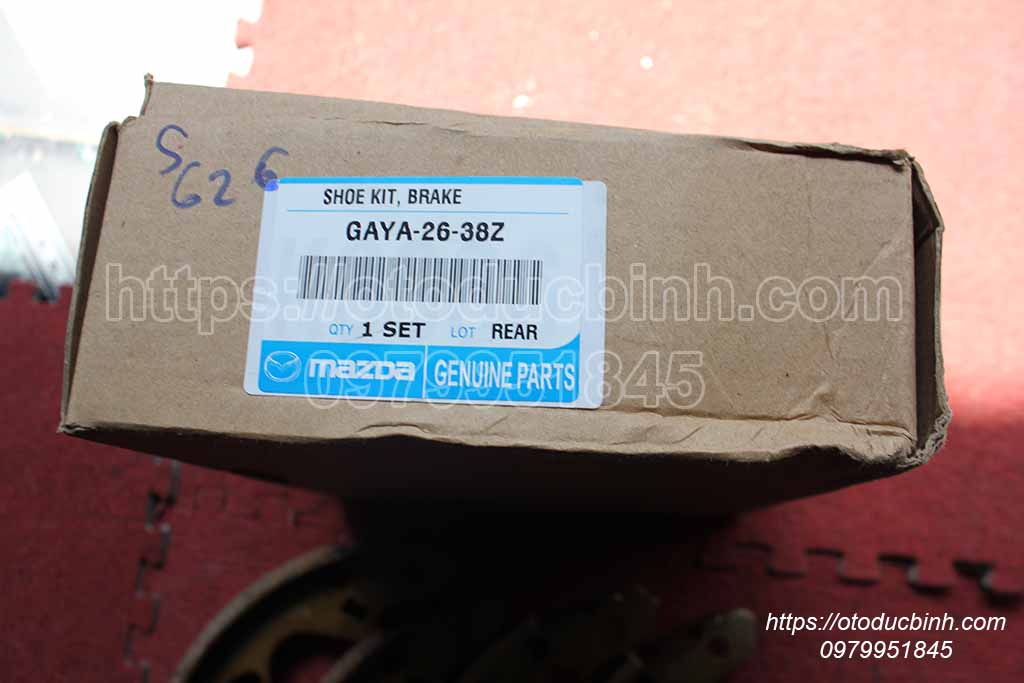 S
626
SHOE KIT, BRAKE
GAYA-26-38Z
https://otoducbinh.com
QTY 1 SET LOT REAR
mazda GENUINE PARTS
0979951845
https://otoducbinh.com
0979951845